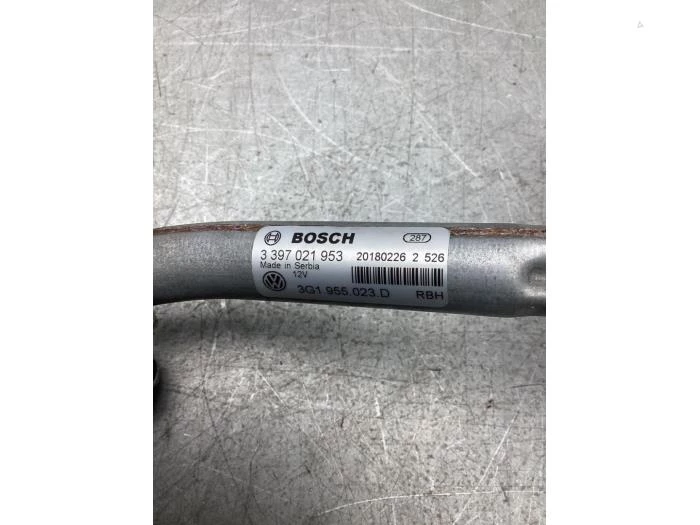 BOSCH 287
3 397 021 953 20180226 2 526
Made in Serbia
12V
3G1.955.023.D RBH